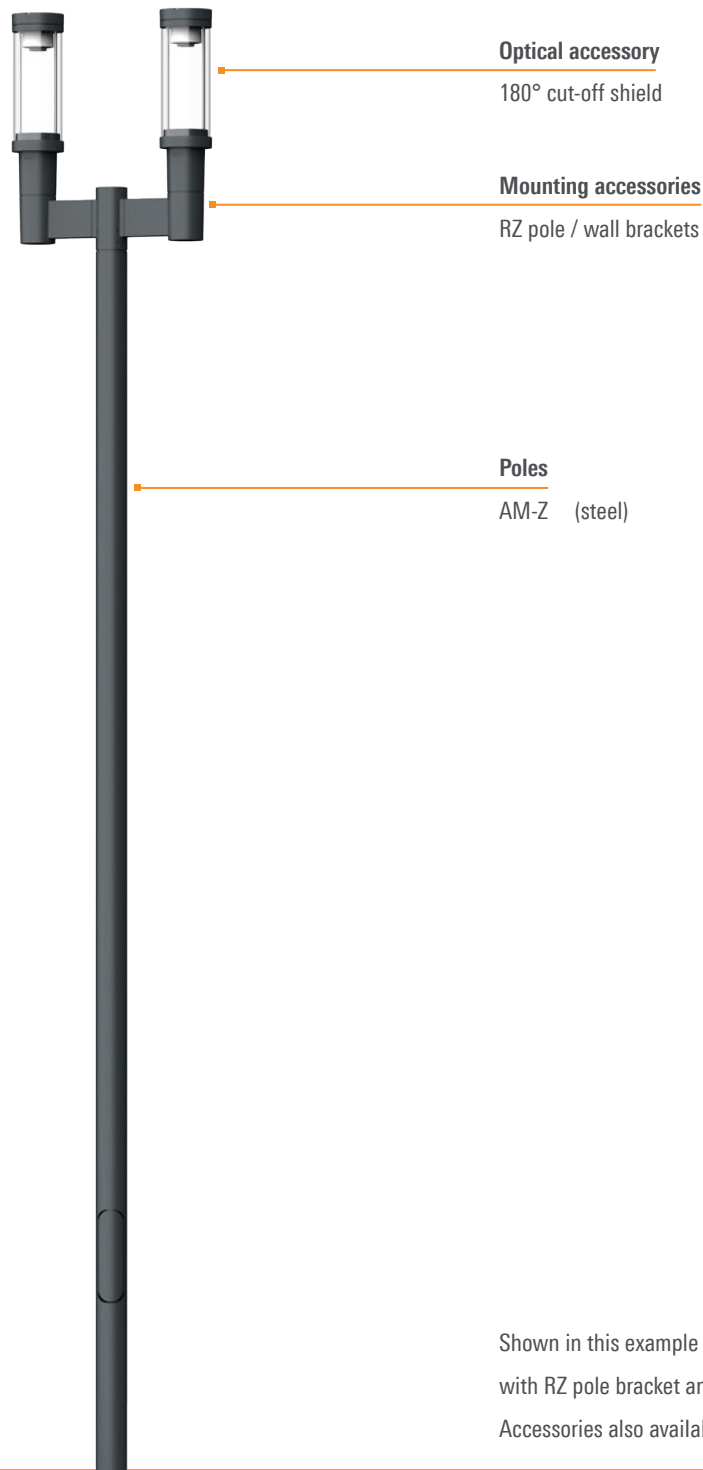 Optical accessory
180° cut-off shield
Mounting accessories
RZ pole / wall brackets
Poles
AM-Z (steel)
Shown in this example
with RZ pole bracket
Accessories also